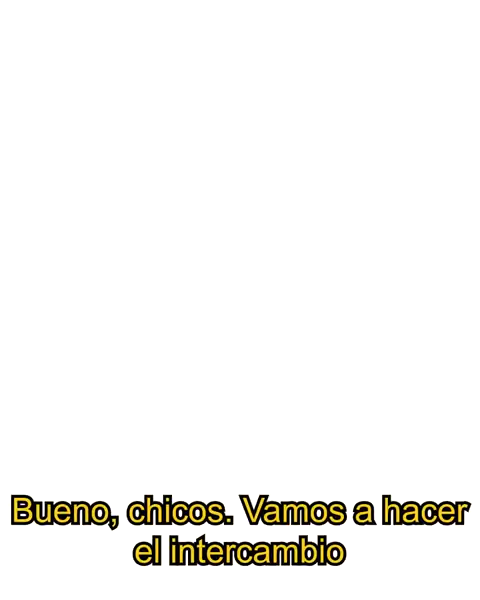 Bueno, chicos. Vamos a hacer
el intercambio